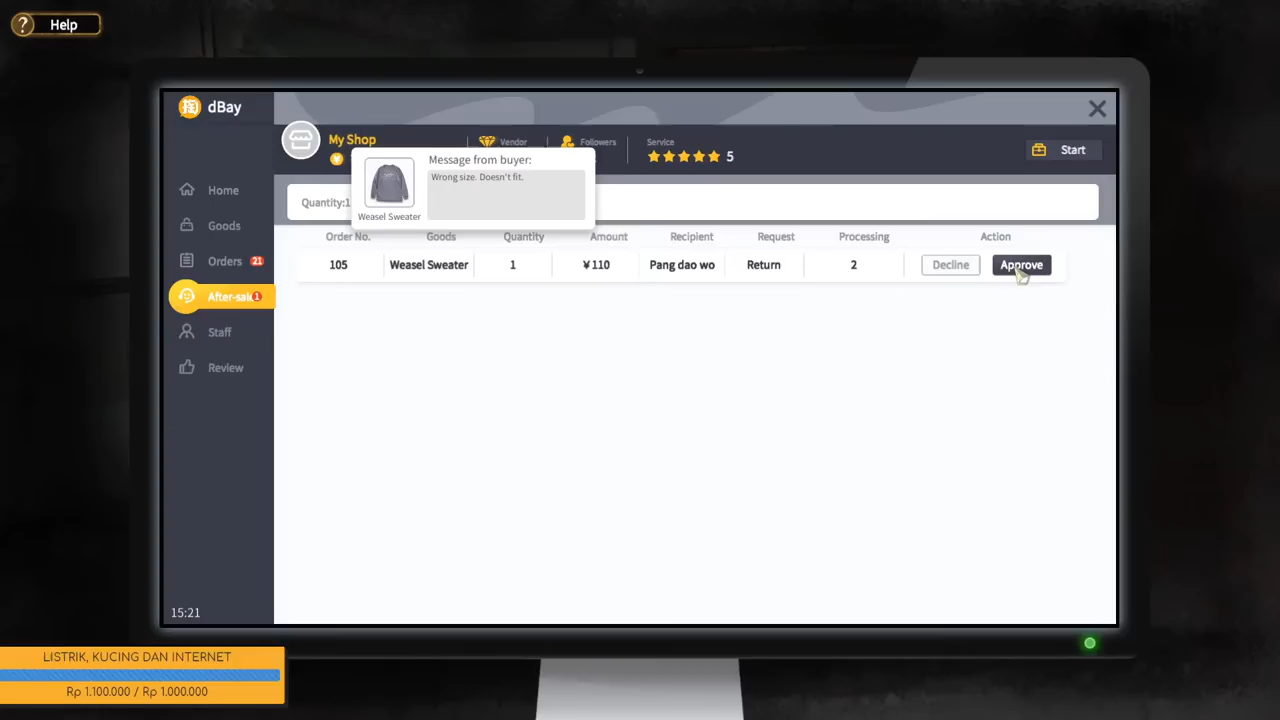 ? Help
掏 dBay
My Shop
Vendor
Followers
Service
5
Start
Message from buyer:
Wrong size. Doesn't fit.
Weasel Sweater
Quantity:1
Home
Goods
Orders 21
After-sal 1
Staff
Review
Order No. Goods Quantity Amount Recipient Request Processing Action
105 Weasel Sweater 1 ¥110 Pang dao wo Return 2 Decline Approve
15:21
LISTRIK, KUCING DAN INTERNET
Rp 1.100.000 / Rp 1.000.000